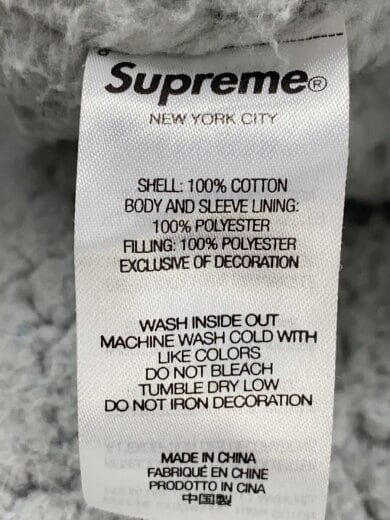 Supreme®
NEW YORK CITY
SHELL: 100% COTTON
BODY AND SLEEVE LINING:
100% POLYESTER
FILLING: 100% POLYESTER
EXCLUSIVE OF DECORATION
WASH INSIDE OUT
MACHINE WASH COLD WITH
LIKE COLORS
DO NOT BLEACH
TUMBLE DRY LOW
DO NOT IRON DECORATION
MADE IN CHINA
FABRIQUÉ EN CHINE
PRODOTTO IN CINA
中国製